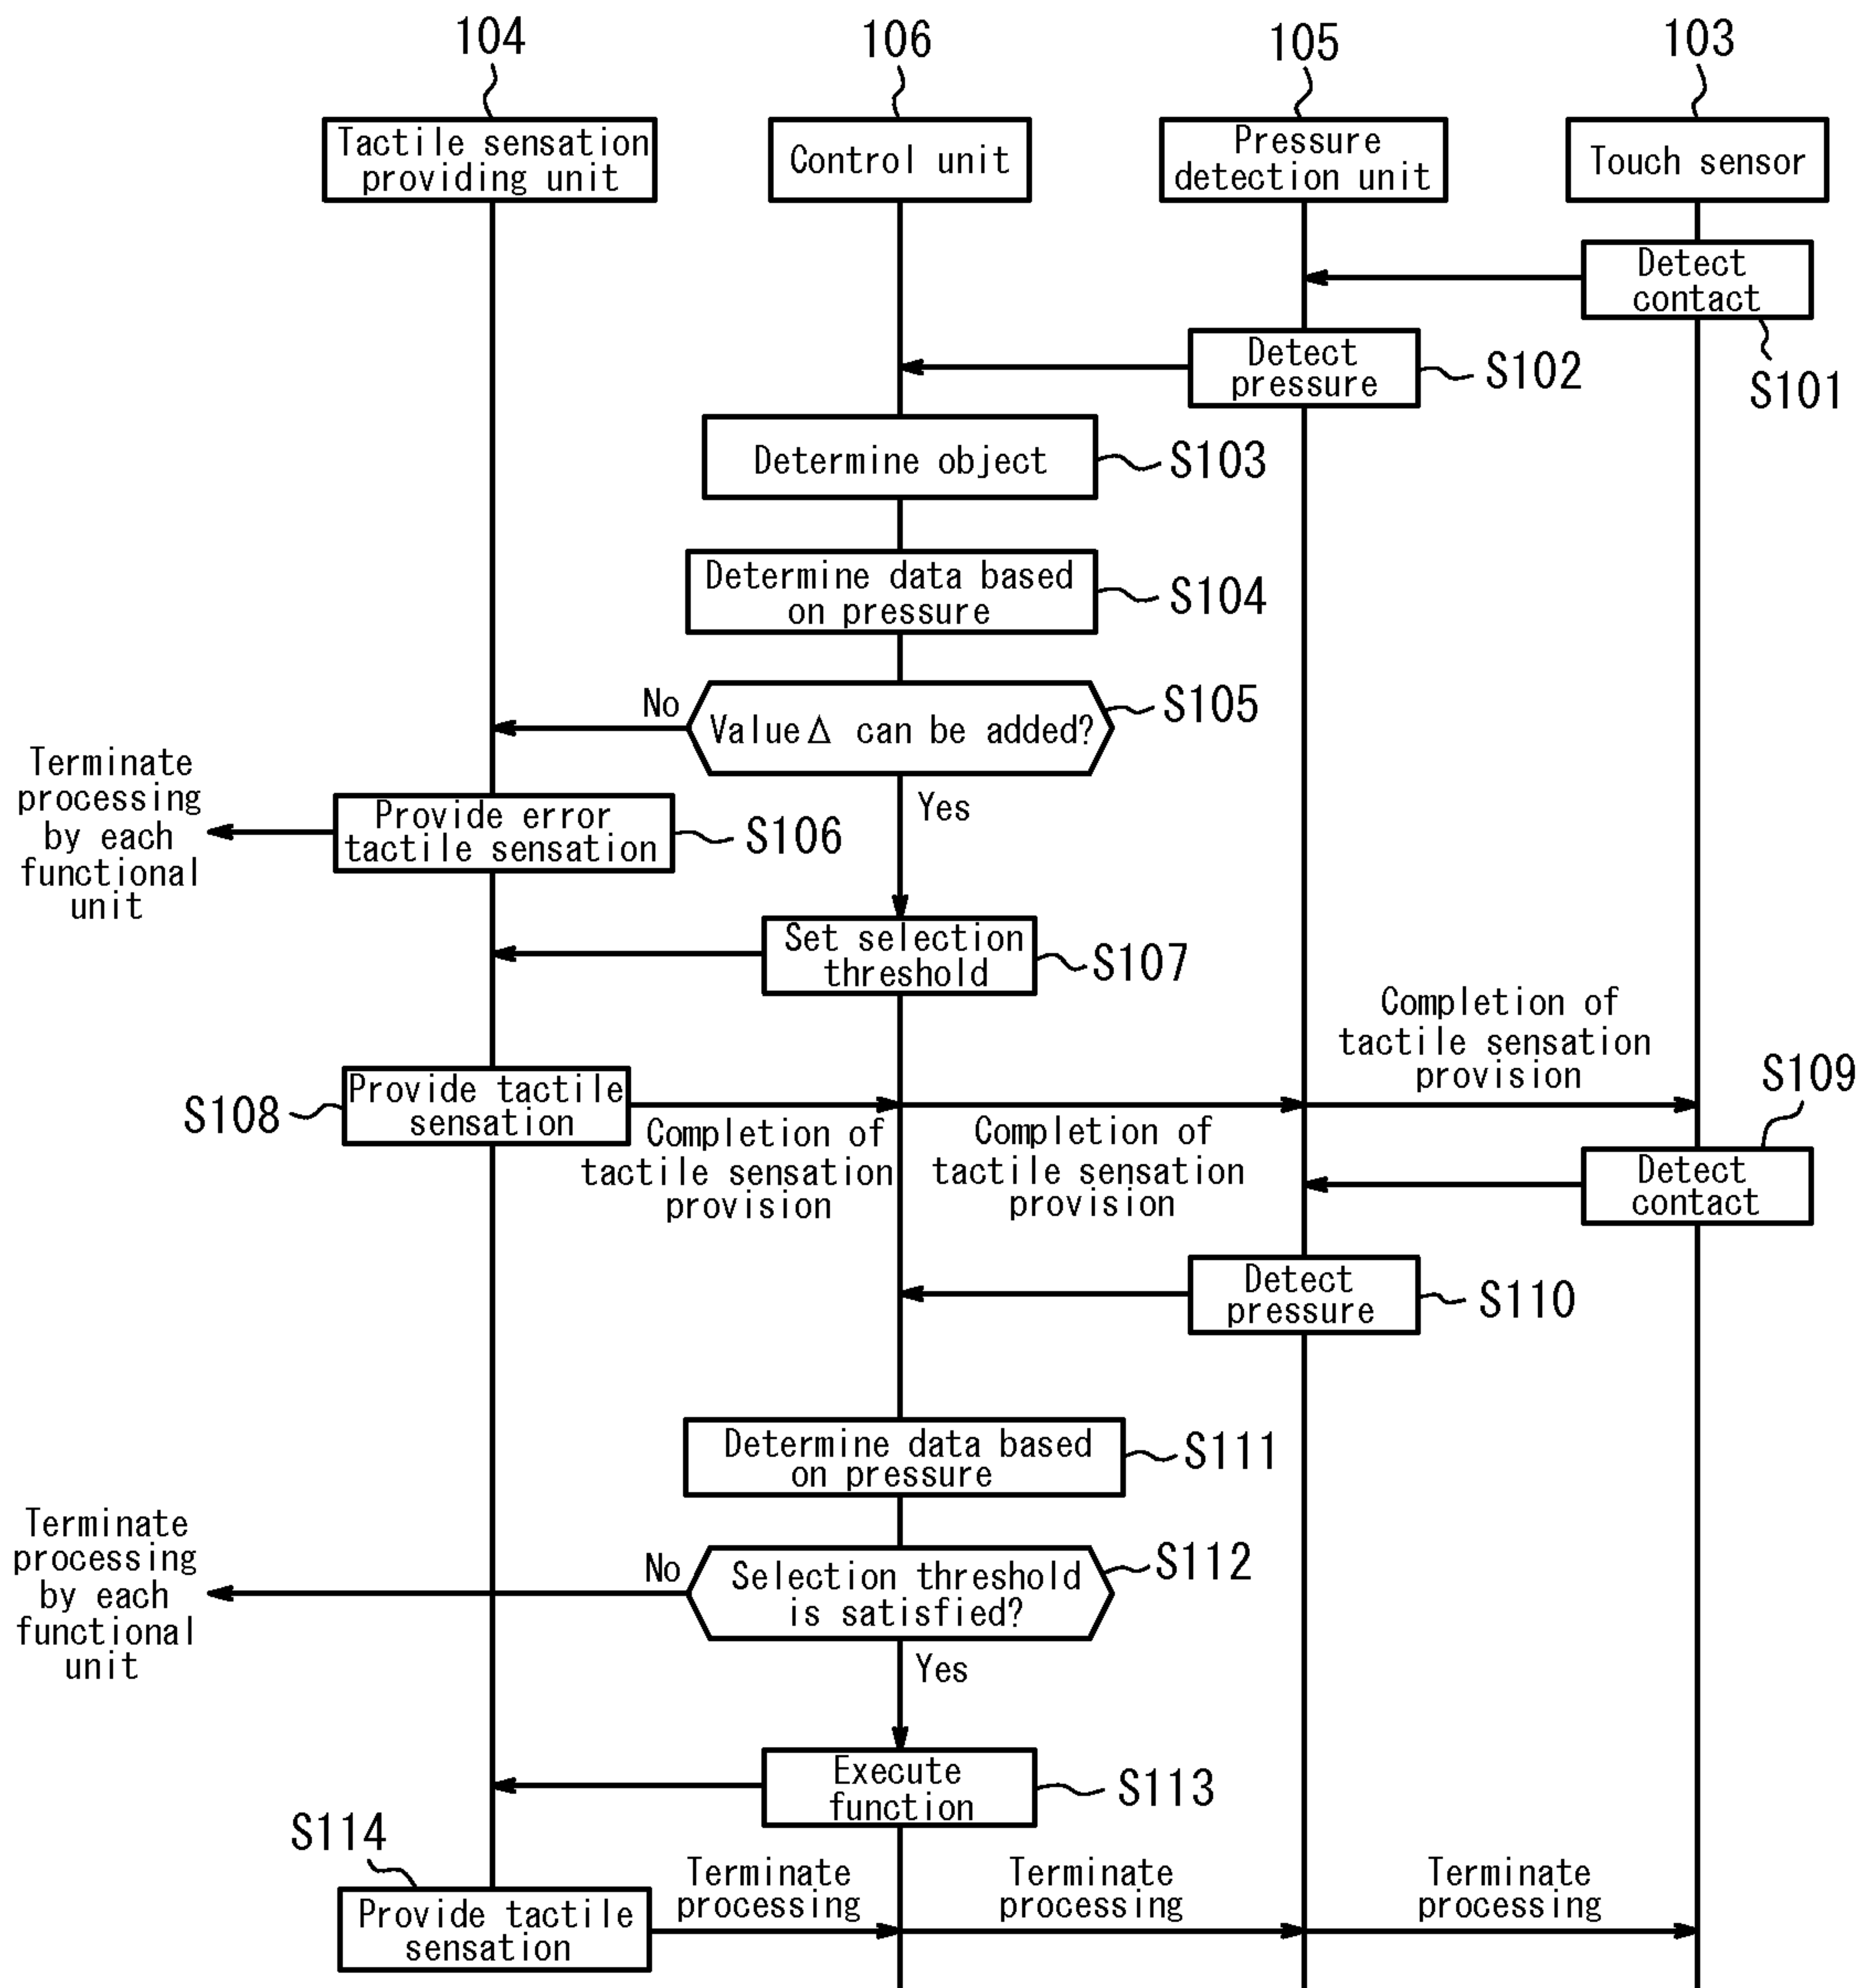 104
106
105
103
Tactile sensation
providing unit
Control unit
Pressure
detection unit
Touch sensor
Detect
contact
S101
Detect
pressure
S102
Determine object
S103
Determine data based
on pressure
S104
Value Δ can be added?
S105
No
Yes
Terminate
processing
by each
functional
unit
Provide error
tactile sensation
S106
Set selection
threshold
S107
Completion of
tactile sensation
provision
S108
Provide tactile
sensation
Completion of
tactile sensation
provision
Completion of
tactile sensation
provision
S109
Detect
contact
Detect
pressure
S110
Determine data based
on pressure
S111
Terminate
processing
by each
functional
unit
No
Selection threshold
is satisfied?
S112
Yes
Execute
function
S113
S114
Provide tactile
sensation
Terminate
processing
Terminate
processing
Terminate
processing